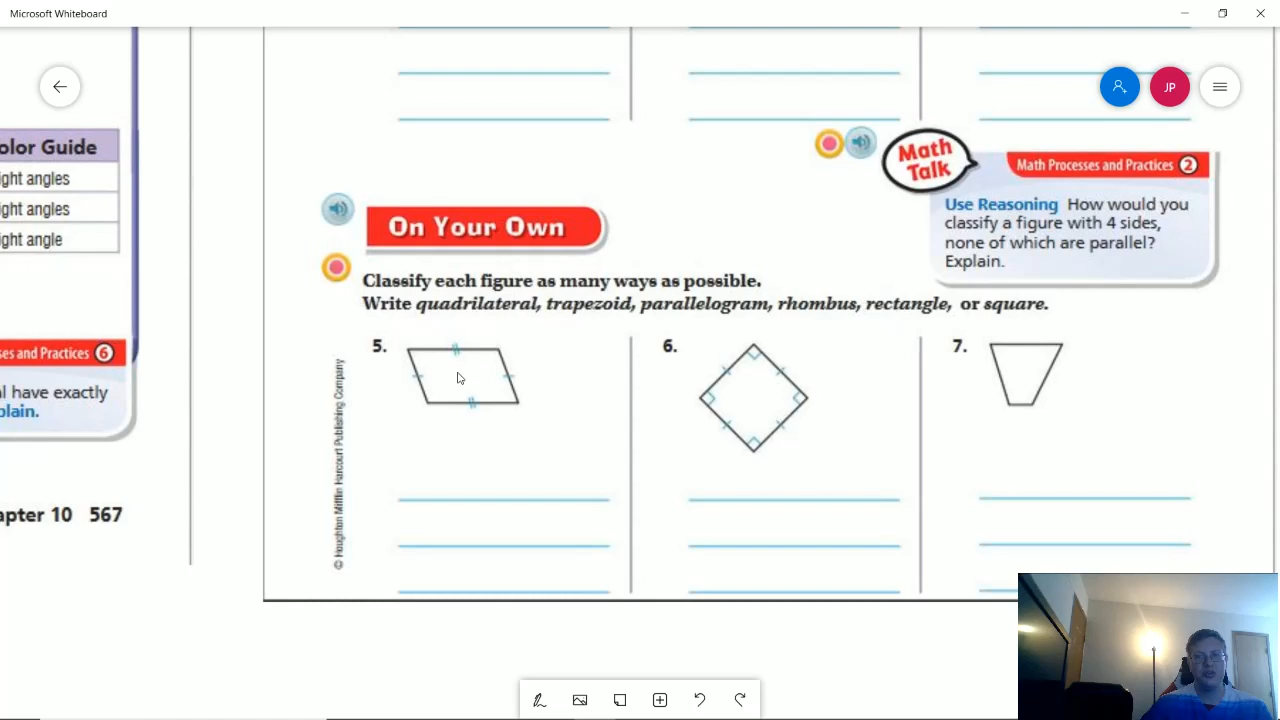 Microsoft Whiteboard
JP
olor Guide
ight angles
ight angles
ight angle
Math
Talk
Math Processes and Practices 2
Use Reasoning How would you
classify a figure with 4 sides,
none of which are parallel?
Explain.
On Your Own
Classify each figure as many ways as possible.
Write quadrilateral, trapezoid, parallelogram, rhombus, rectangle, or square.
5.
6.
7.
ses and Practices 6
al have exactly
plain.
© Houghton Mifflin Harcourt Publishing Company
apter 10 567